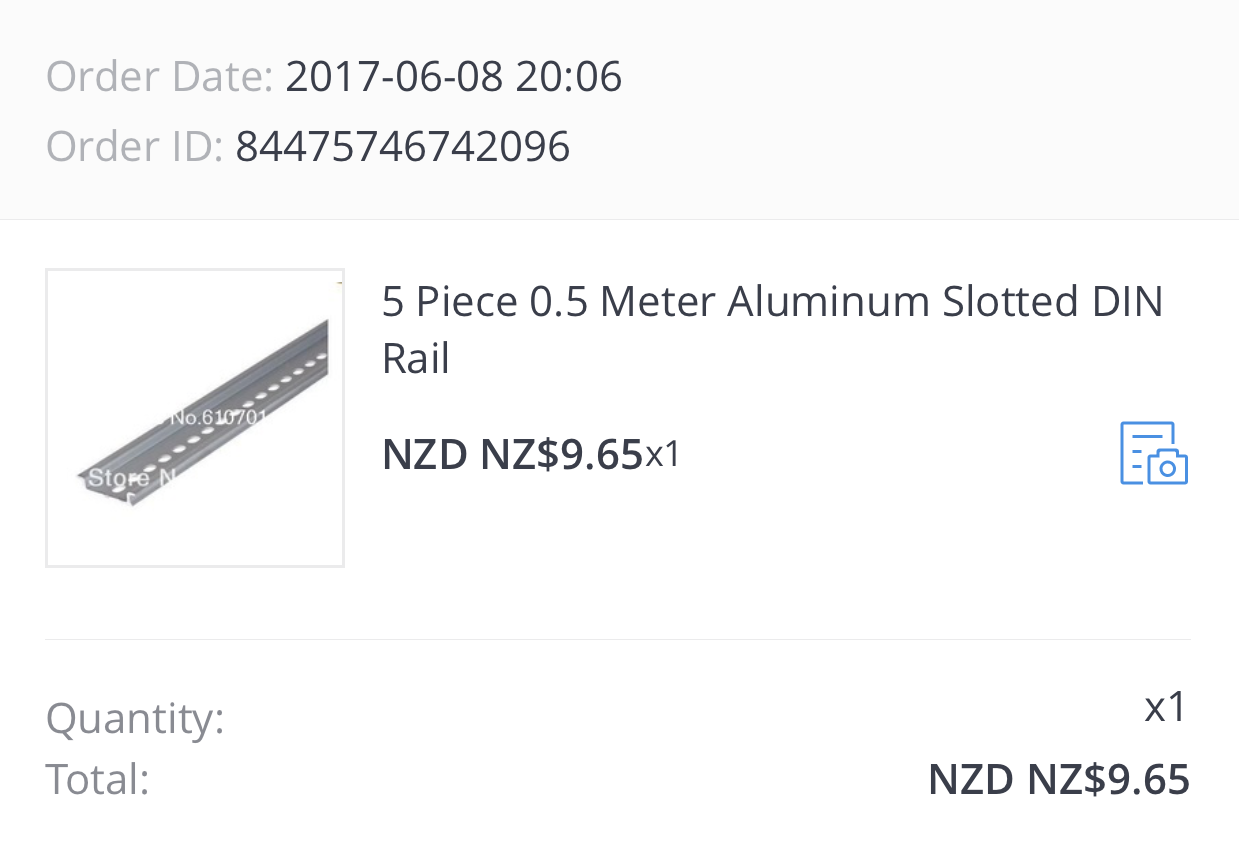 Order Date: 2017-06-08 20:06
Order ID: 84475746742096
5 Piece 0.5 Meter Aluminum Slotted DIN
Rail
No.610701
Store N
NZD NZ$9.65x1
Quantity: x1
Total: NZD NZ$9.65